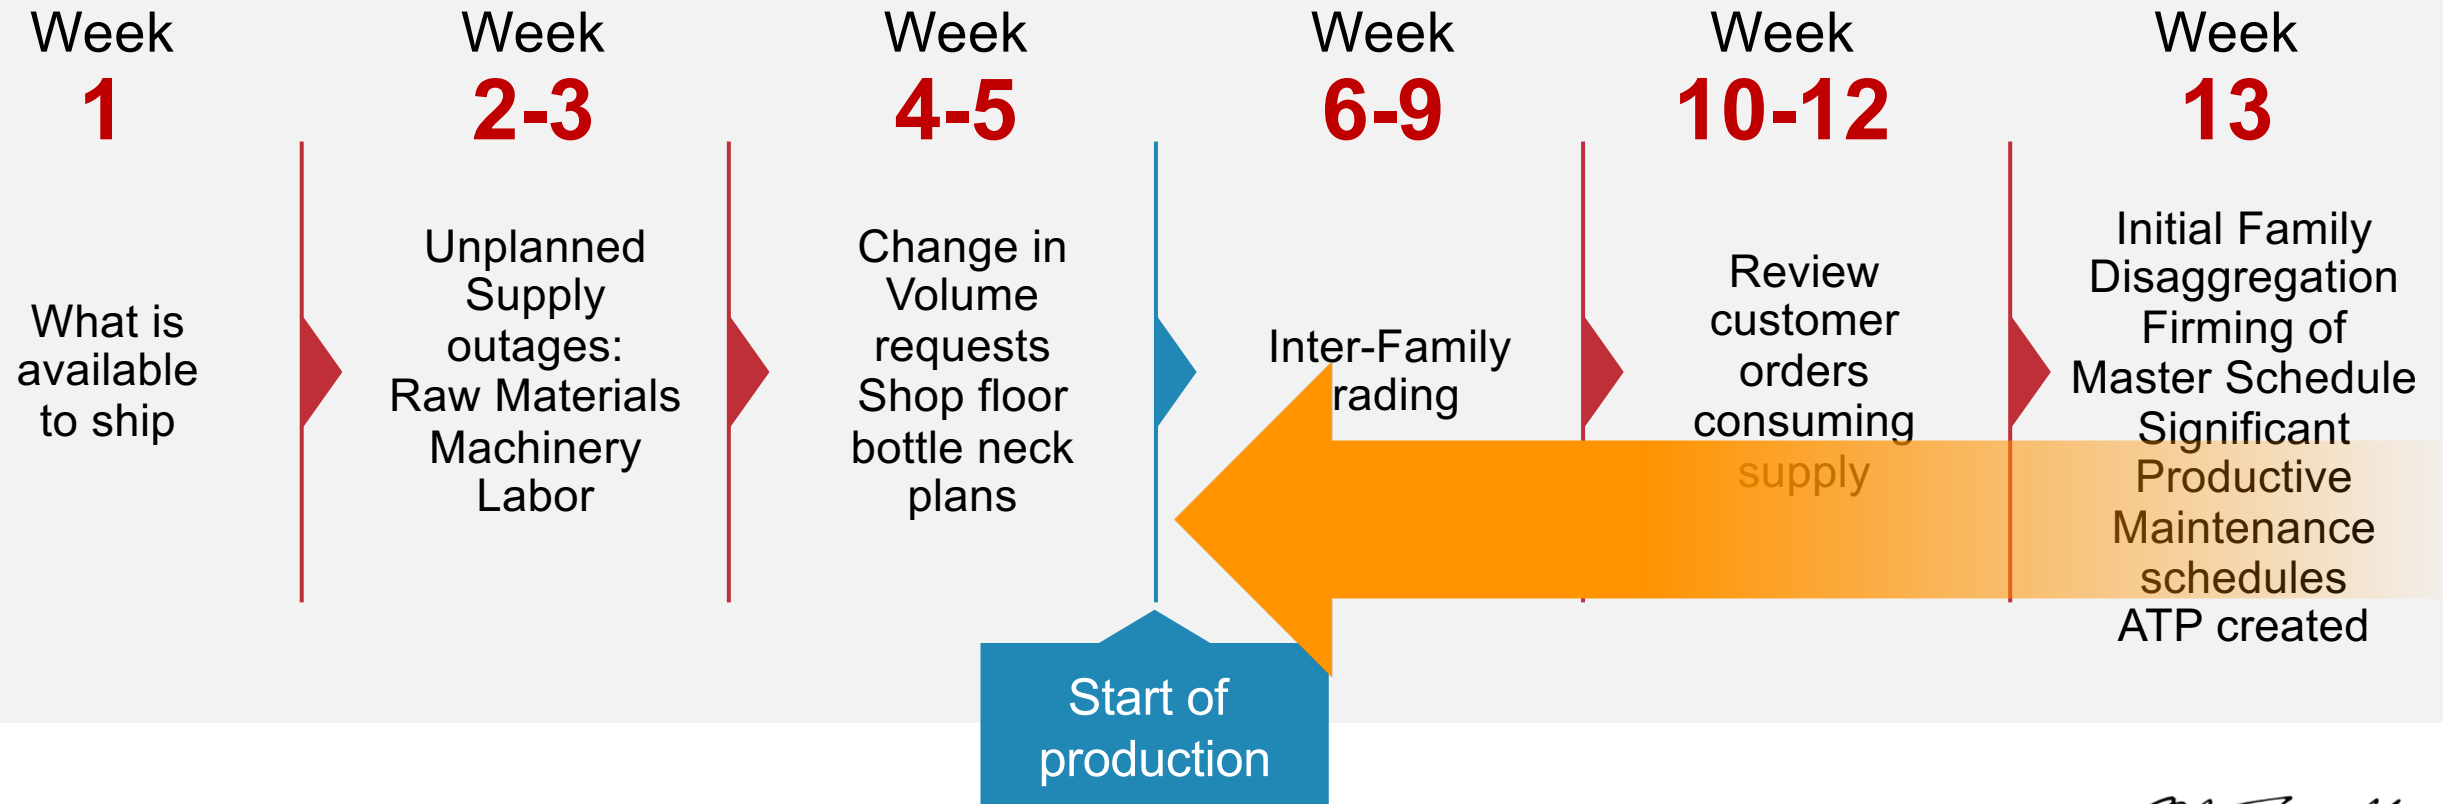 Week
1
What is
available
to ship
Week
2-3
Unplanned
Supply
outages:
Raw Materials
Machinery
Labor
Week
4-5
Change in
Volume
requests
Shop floor
bottle neck
plans
Week
6-9
Inter-Family
rading
Week
10-12
Review
customer
orders
consuming
supply
Week
13
Initial Family
Disaggregation
Firming of
Master Schedule
Significant
Productive
Maintenance
schedules
ATP created
Start of
production